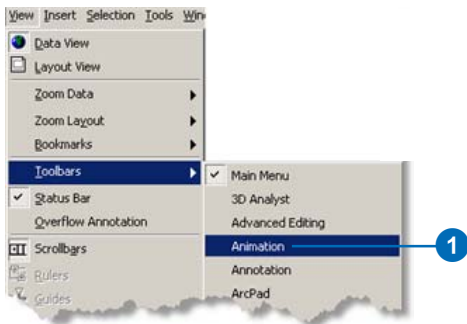 View Insert Selection Tools
Data View
Layout View
Zoom Data
Zoom Layout
Bookmarks
Toolbars
Status Bar
Overflow Annotation
Scrollbars
Rulers
Guides
Main Menu
3D Analyst
Advanced Editing
Animation
1
Annotation
ArcPad